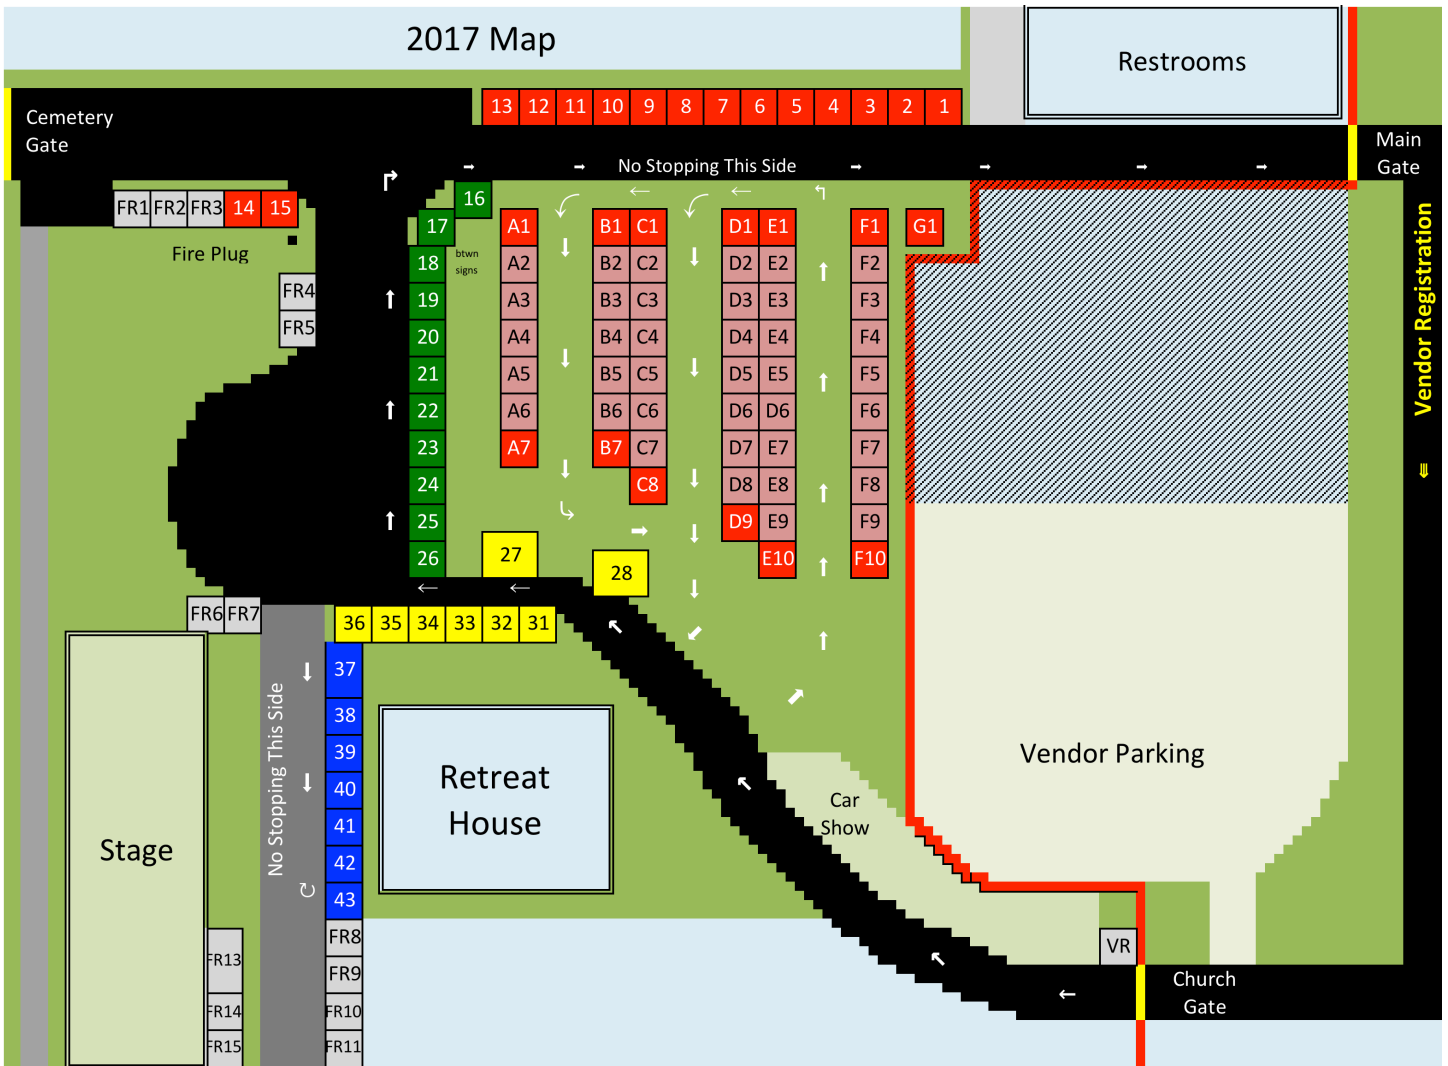 2017 Map
Restrooms
Cemetery
Gate
13 12 11 10 9 8 7 6 5 4 3 2 1
No Stopping This Side
Main
Gate
FR1 FR2 FR3 14 15
Fire Plug
FR4
FR5
16
17
btwn
signs
18
19
20
21
22
23
24
25
26
A1
A2
A3
A4
A5
A6
A7
B1 C1
B2 C2
B3 C3
B4 C4
B5 C5
B6 C6
B7 C7
C8
D1 E1
D2 E2
D3 E3
D4 E4
D5 E5
D6 D6
D7 E7
D8 E8
D9 E9
E10
F1
F2
F3
F4
F5
F6
F7
F8
F9
F10
G1
Vendor Registration
27
28
FR6 FR7
36 35 34 33 32 31
37
38
39
40
41
42
43
FR8
FR9
FR10
FR11
No Stopping This Side
Stage
FR13
FR14
FR15
Retreat
House
Car
Show
Vendor Parking
VR
Church
Gate